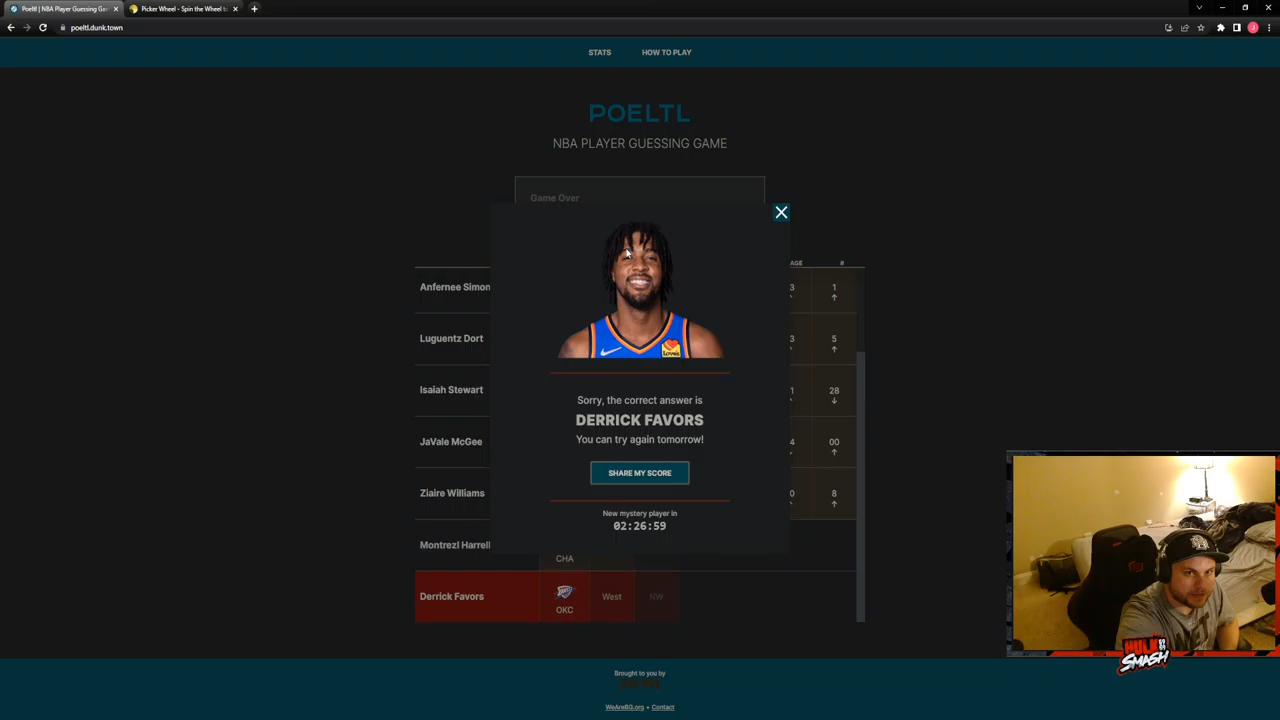 Poeltl | NBA Player Guessing Ga
Picker Wheel - Spin the Wheel t
poeltl.dunk.town
STATS
HOW TO PLAY
POELTL
NBA PLAYER GUESSING GAME
Game Over
AGE #
Anfernee Simon 3 1
Luguentz Dort 3 5
Isaiah Stewart 1 28
JaVale McGee 4 00
Ziaire Williams 0 8
Montrezl Harrell
CHA
Derrick Favors West NW
OKC
Love's
Sorry, the correct answer is
DERRICK FAVORS
You can try again tomorrow!
SHARE MY SCORE
New mystery player in
02:26:59
HULK
SMASH
Brought to you by
WeAreBG.org • Contact